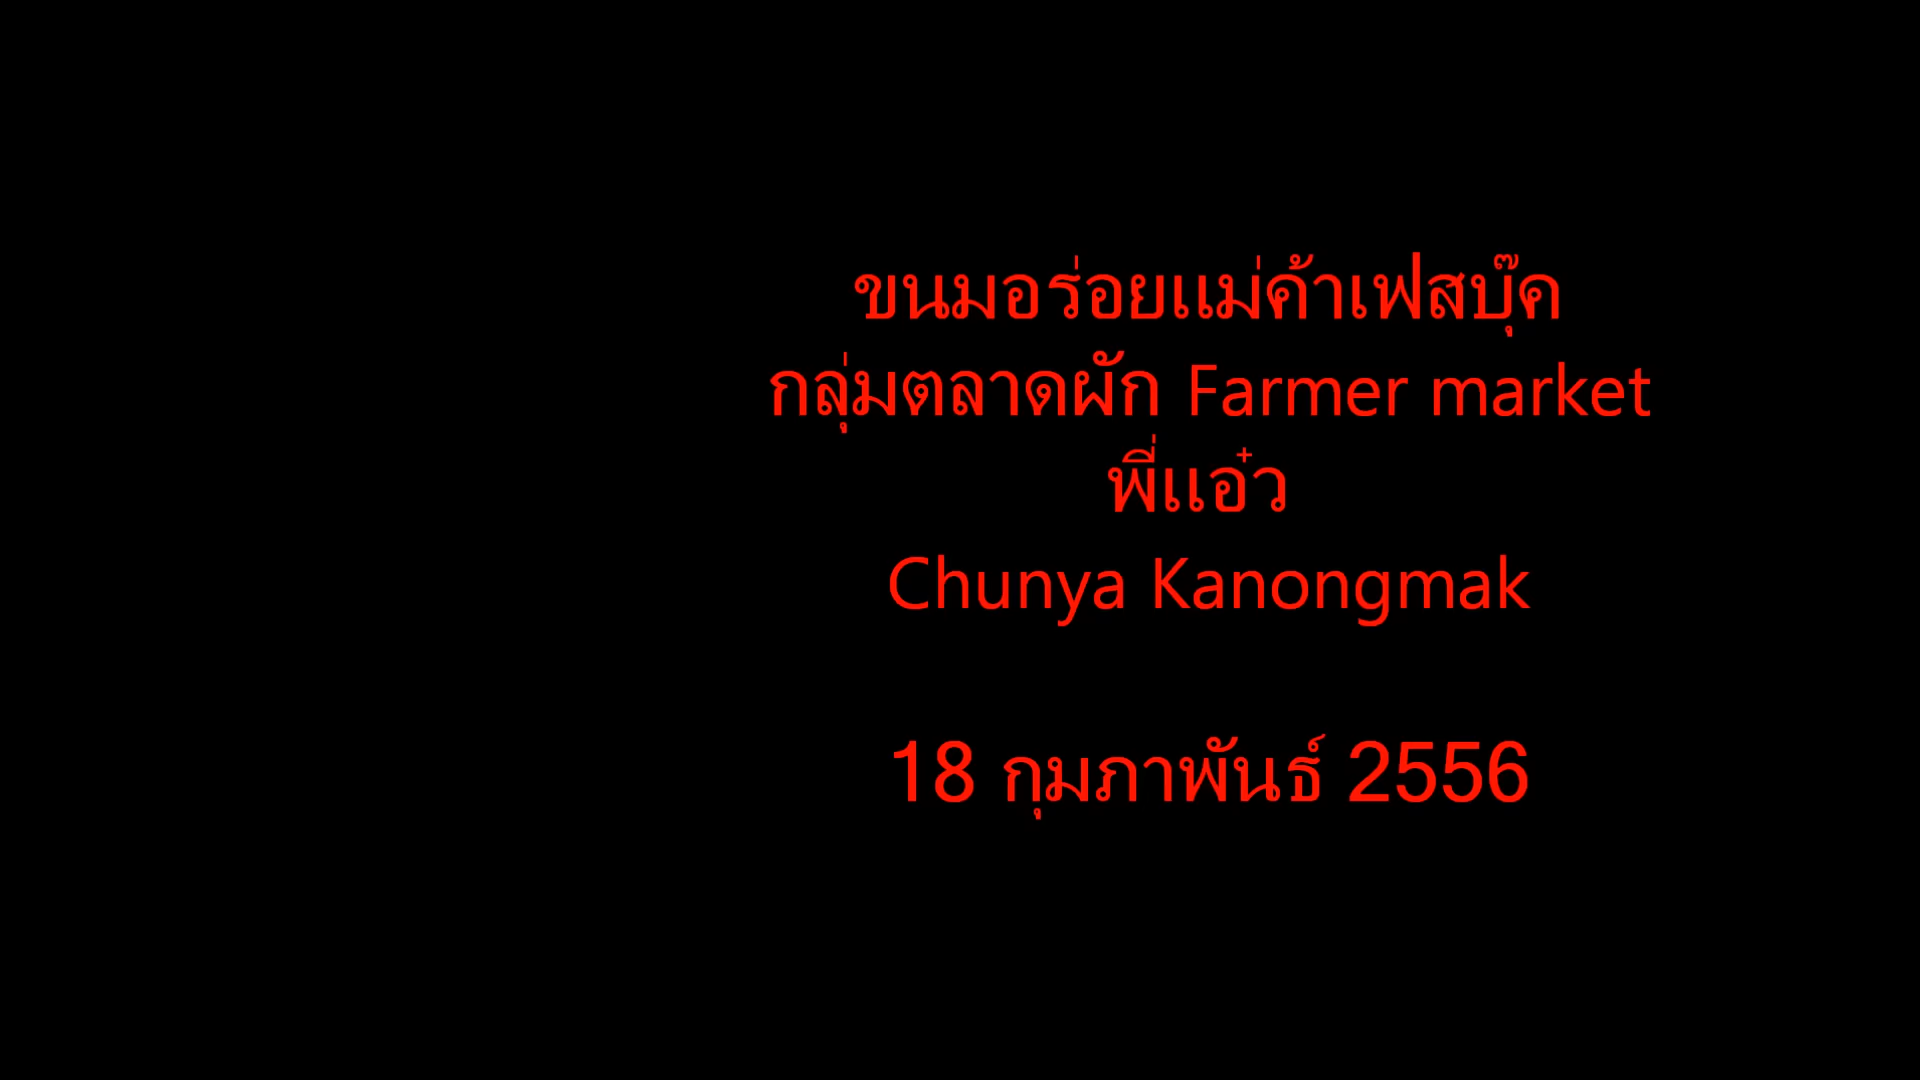 ขนมอร่อยแม่ค้าเฟสบุ๊ค
กลุ่มตลาดผัก Farmer market
พี่แอ๋ว
Chunya Kanongmak
18 กุมภาพันธ์ 2556